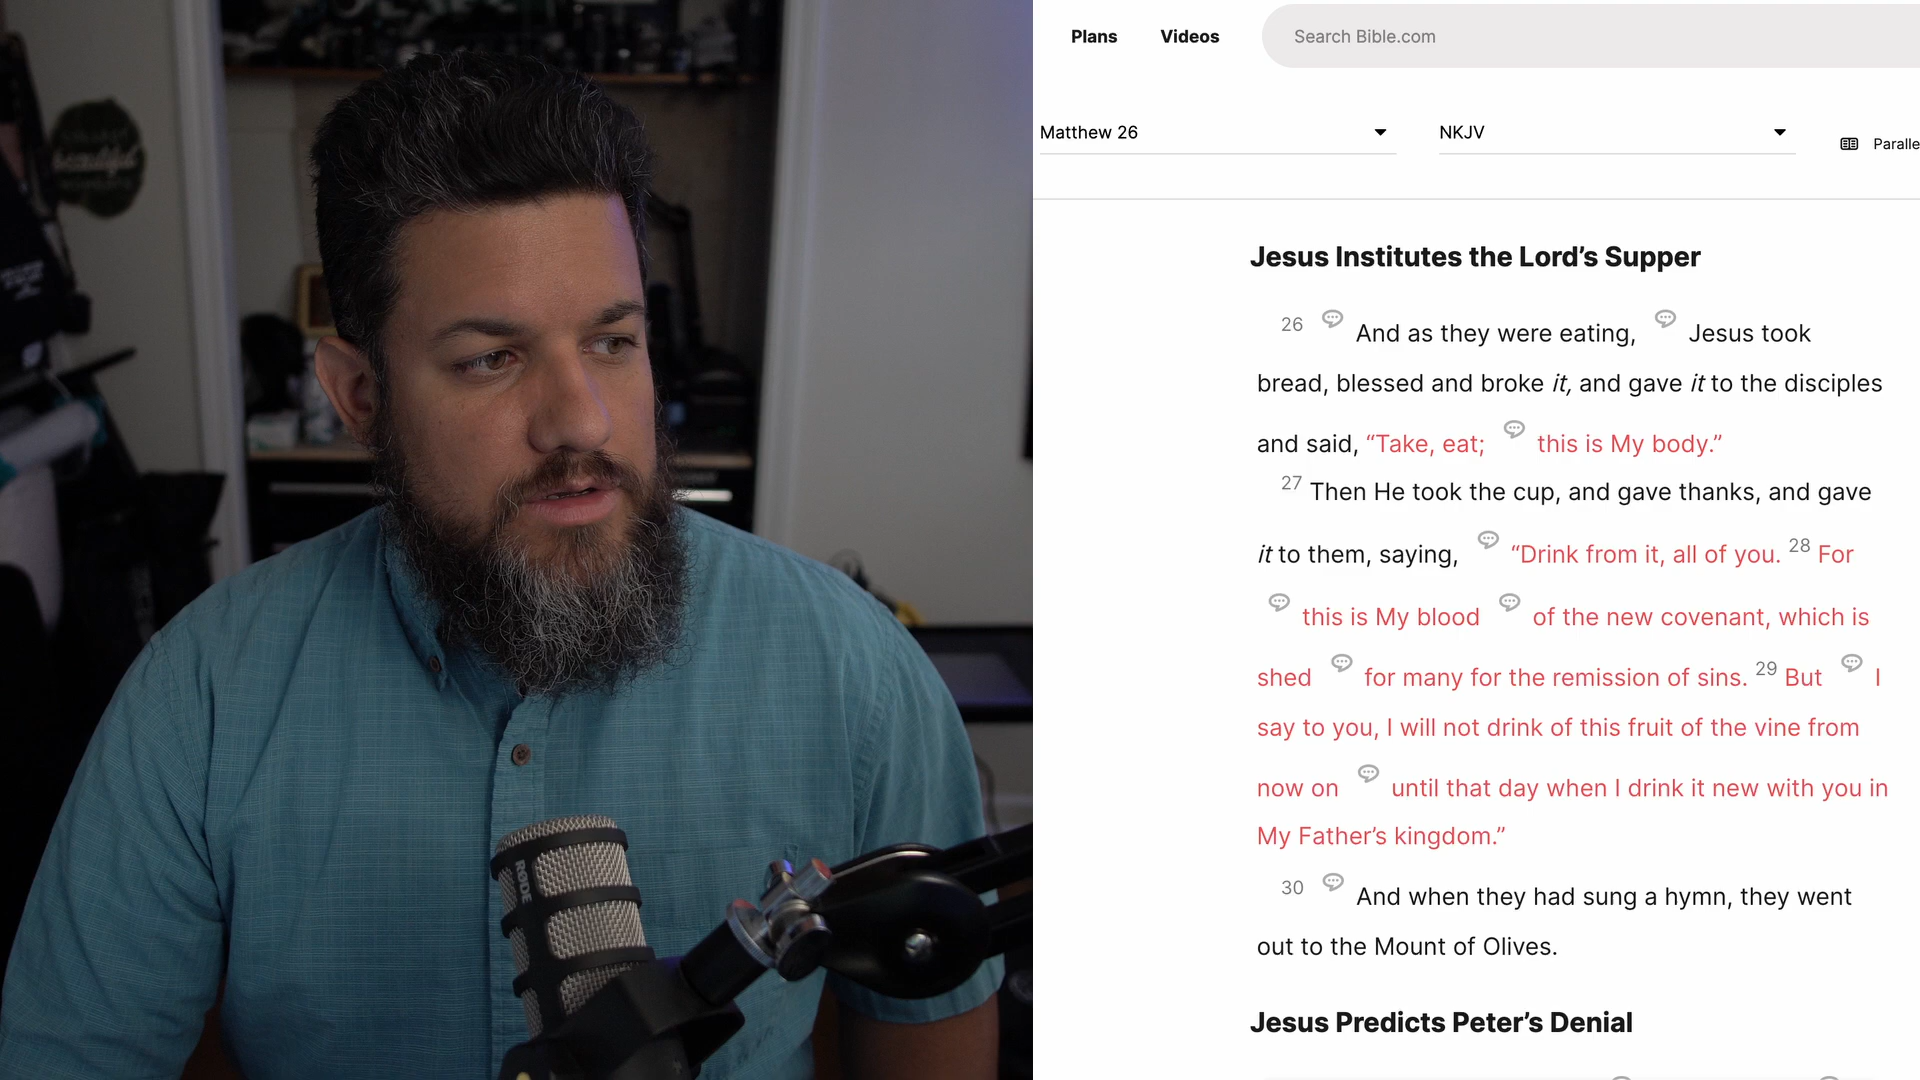 Plans Videos Search Bible.com
Matthew 26 NKJV Paralle
Jesus Institutes the Lord’s Supper
26 And as they were eating, Jesus took
bread, blessed and broke it, and gave it to the disciples
and said, “Take, eat; this is My body.”
27 Then He took the cup, and gave thanks, and gave
it to them, saying, “Drink from it, all of you. 28 For
this is My blood of the new covenant, which is
shed for many for the remission of sins. 29 But I
say to you, I will not drink of this fruit of the vine from
now on until that day when I drink it new with you in
My Father’s kingdom.”
30 And when they had sung a hymn, they went
out to the Mount of Olives.
Jesus Predicts Peter’s Denial
beautiful
RØDE